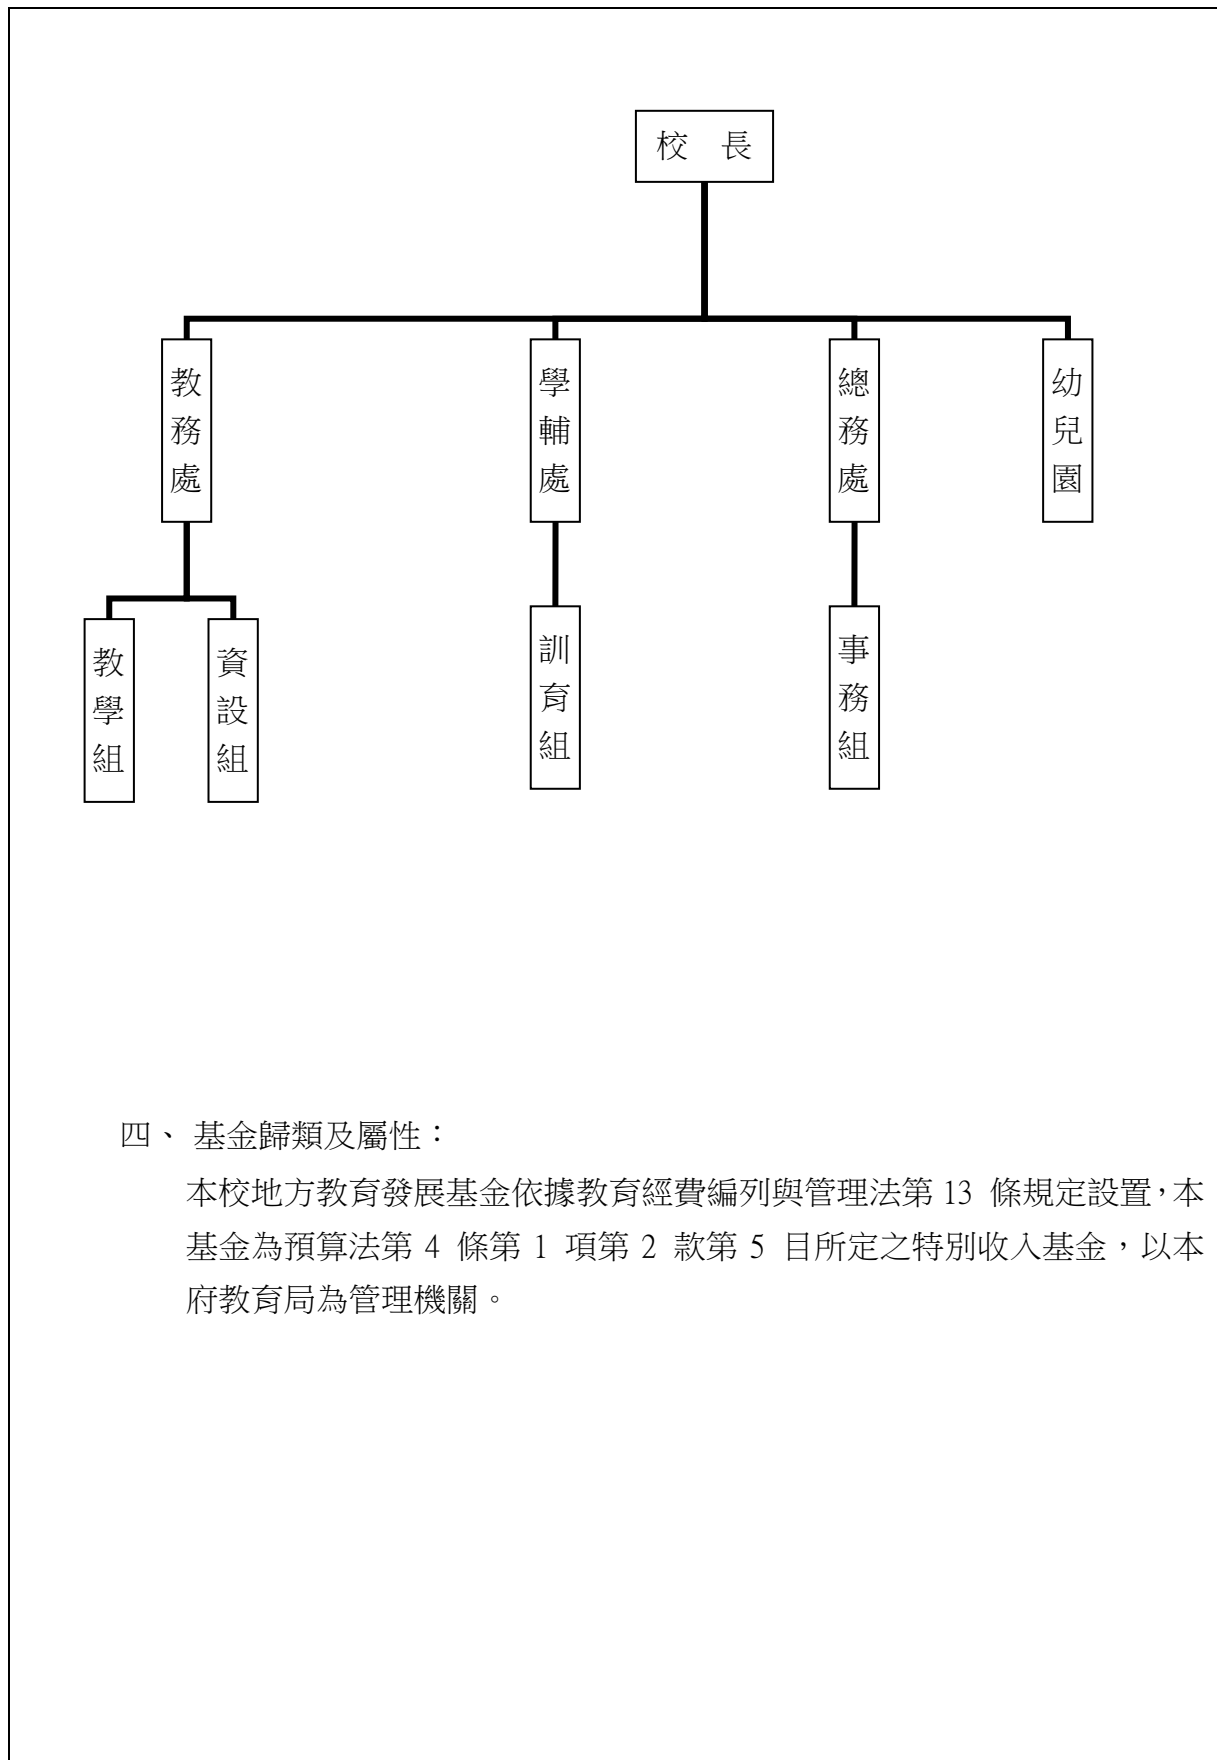 校 長
教務處
學輔處
總務處
幼兒園
教學組
資設組
訓育組
事務組
四、 基金歸類及屬性：
本校地方教育發展基金依據教育經費編列與管理法第 13 條規定設置，本
基金為預算法第 4 條第 1 項第 2 款第 5 目所定之特別收入基金，以本
府教育局為管理機關。